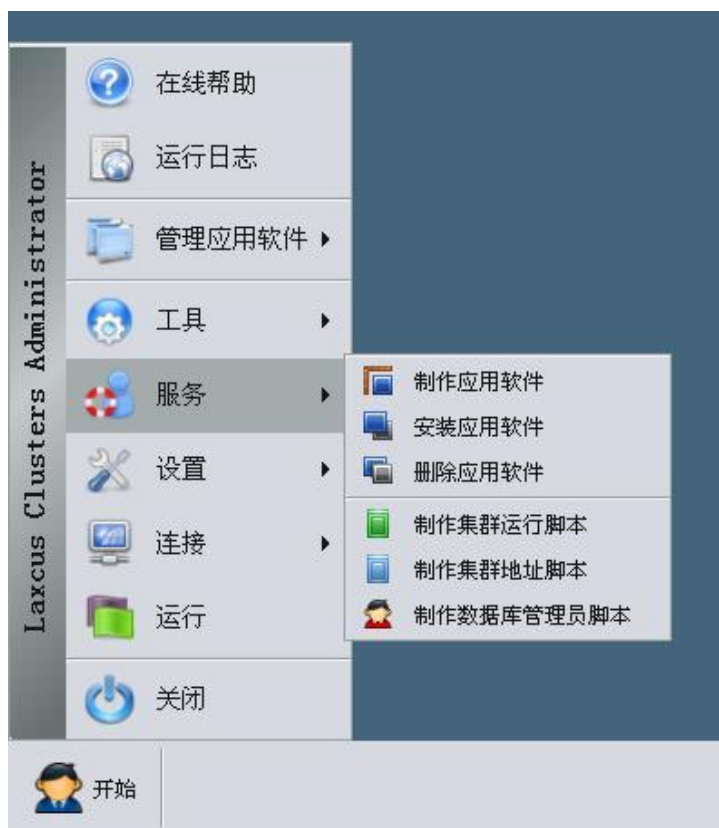 Laxcus Clusters Administrator
在线帮助
运行日志
管理应用软件
工具
服务
设置
连接
运行
关闭
制作应用软件
安装应用软件
删除应用软件
制作集群运行脚本
制作集群地址脚本
制作数据库管理员脚本
开始